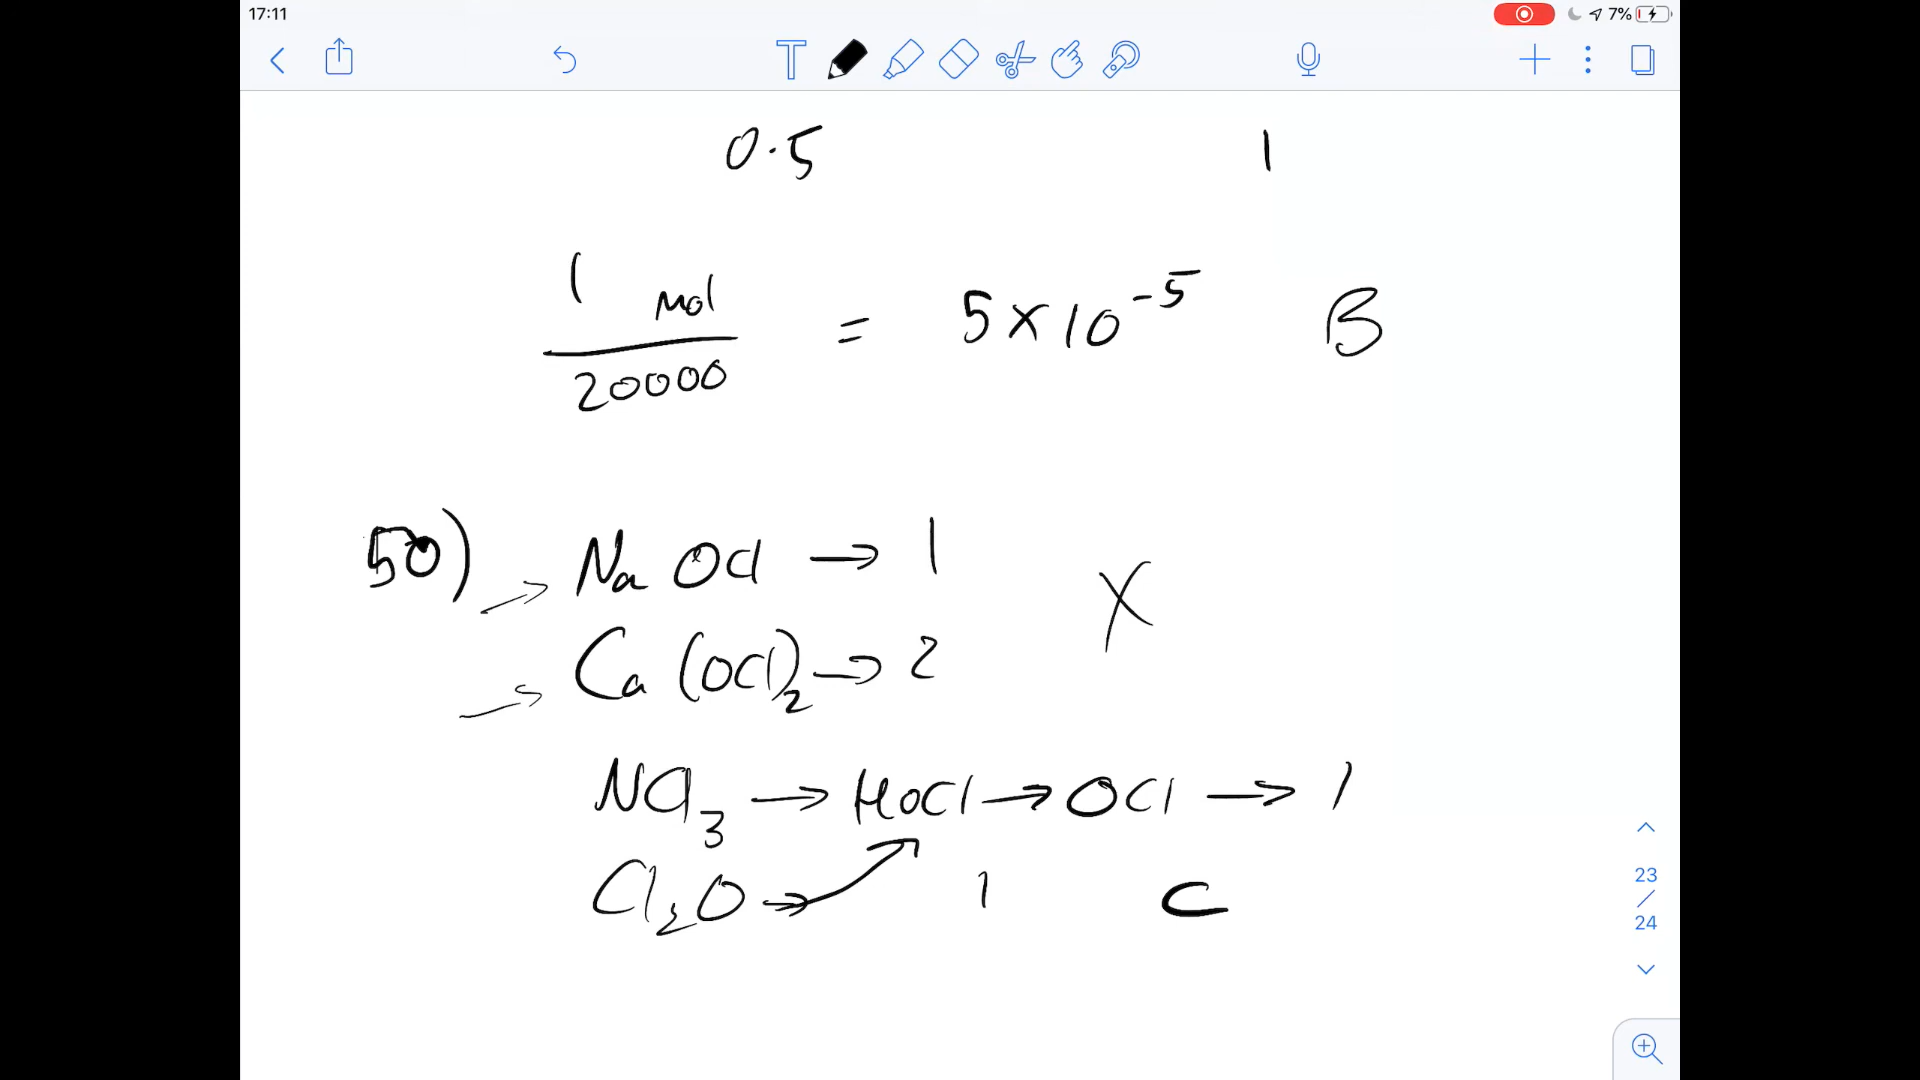 17:11 7%
0.5 1
1 mol
20000 = 5×10⁻⁵ B
50) → NaOCl → 1
X
→ Ca(OCl)₂ → 2
NCl₃ → HOCl → OCl → 1
Cl₂O → 1 C
23
/
24